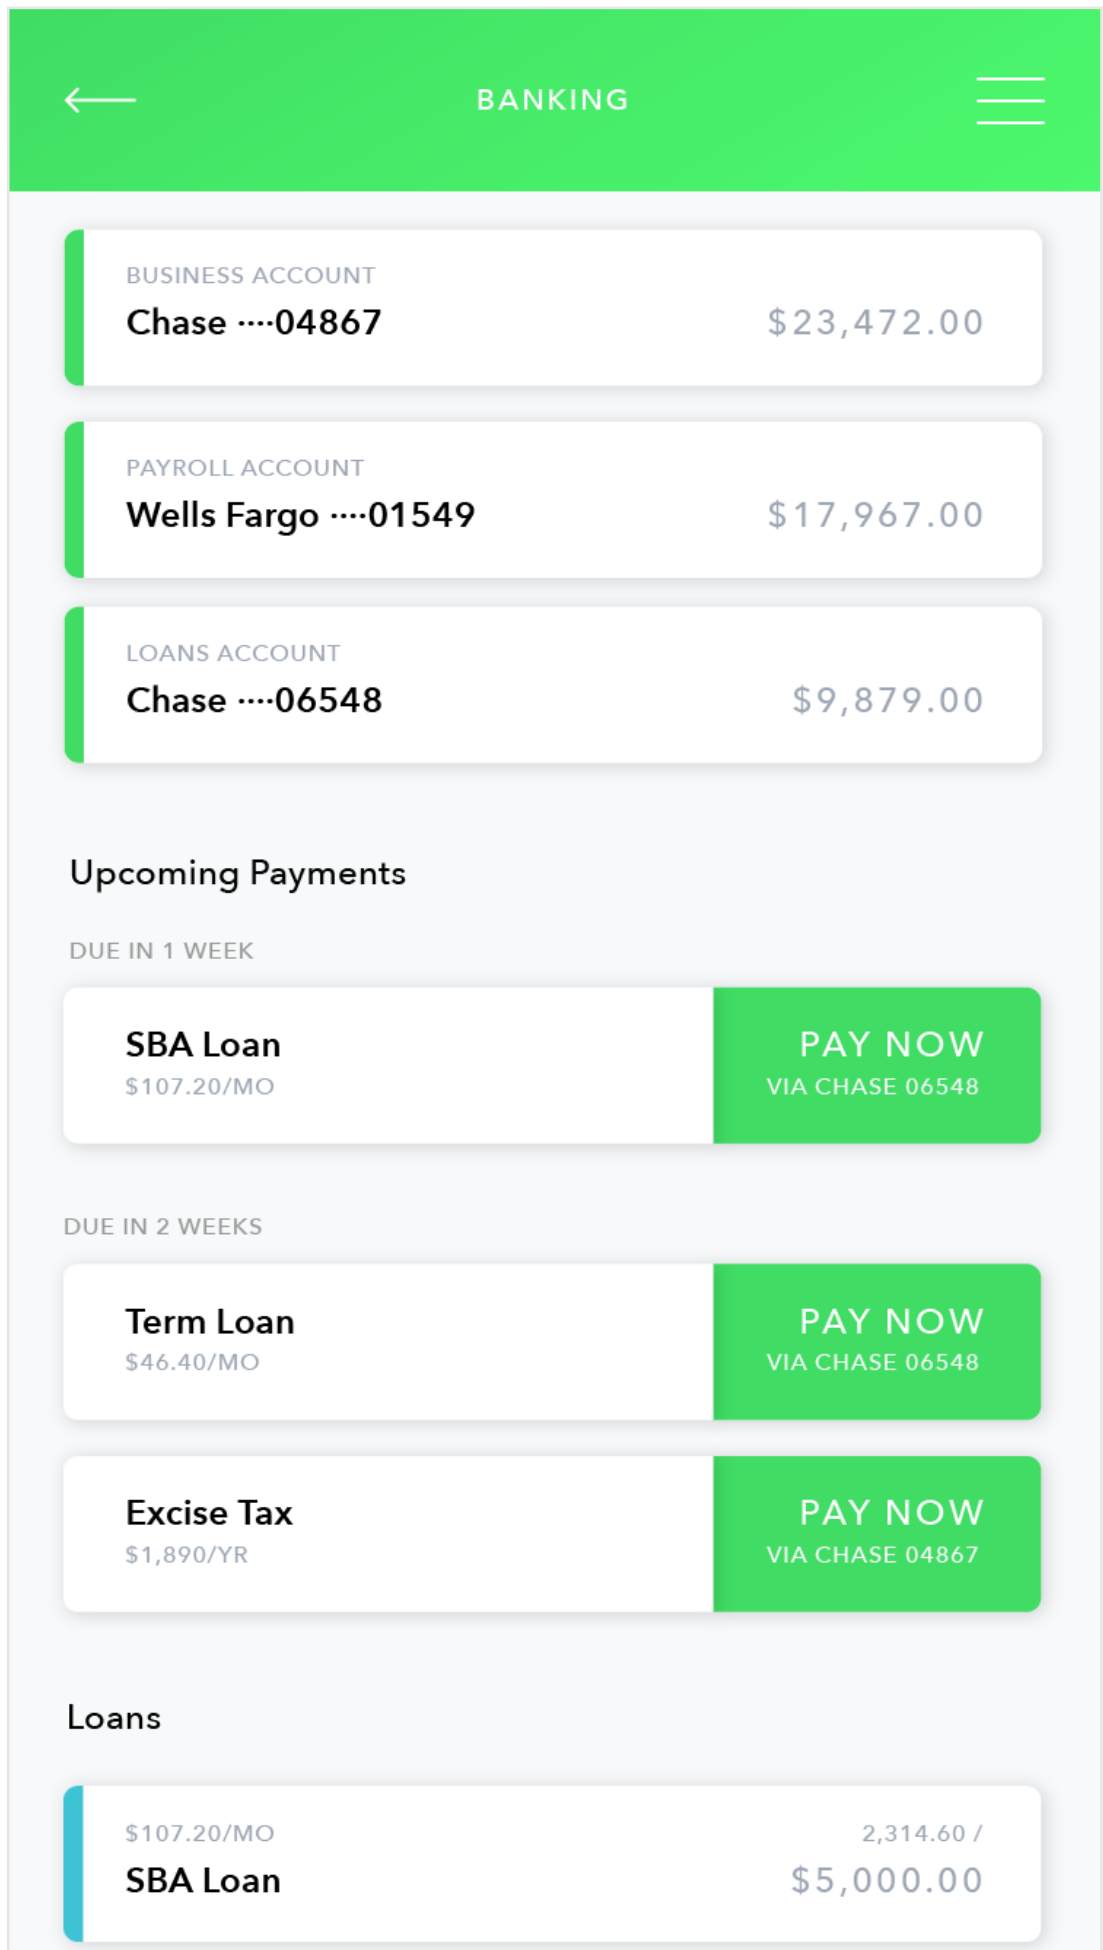 BANKING
BUSINESS ACCOUNT
Chase ····04867
$23,472.00
PAYROLL ACCOUNT
Wells Fargo ····01549
$17,967.00
LOANS ACCOUNT
Chase ····06548
$9,879.00
Upcoming Payments
DUE IN 1 WEEK
SBA Loan
$107.20/MO
PAY NOW
VIA CHASE 06548
DUE IN 2 WEEKS
Term Loan
$46.40/MO
PAY NOW
VIA CHASE 06548
Excise Tax
$1,890/YR
PAY NOW
VIA CHASE 04867
Loans
$107.20/MO
SBA Loan
2,314.60 /
$5,000.00